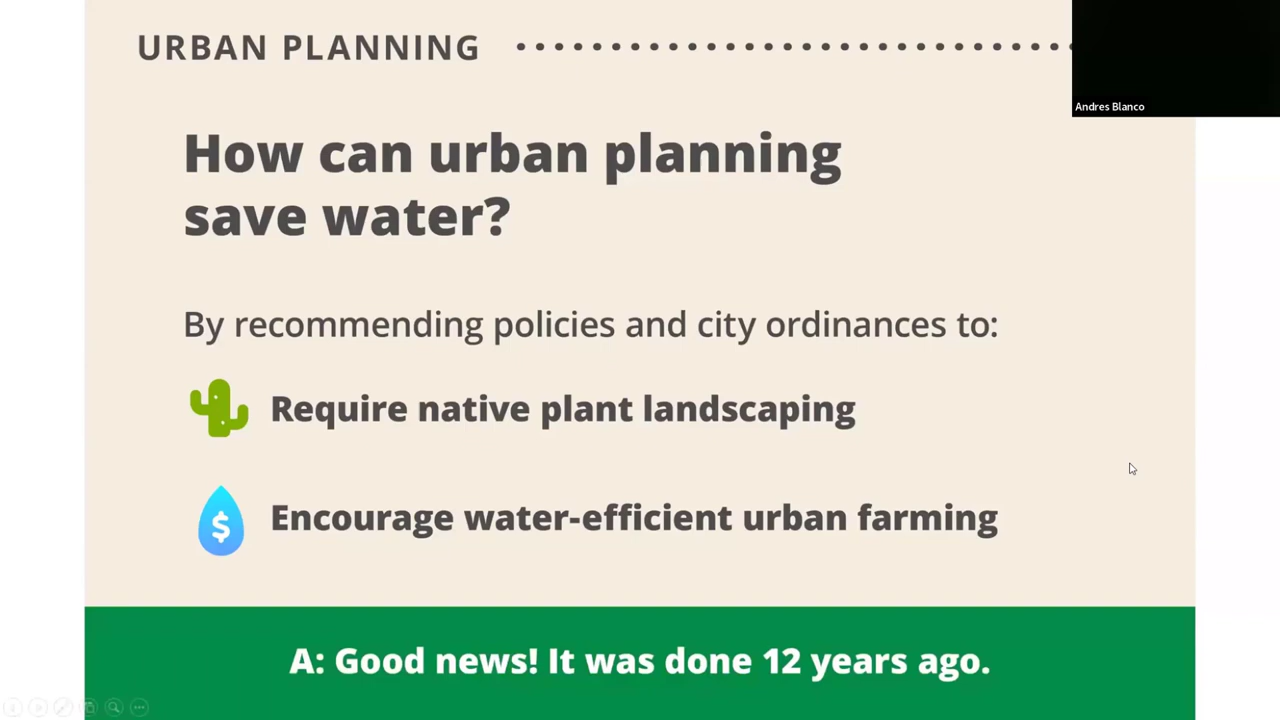 URBAN PLANNING
Andres Blanco
How can urban planning
save water?
By recommending policies and city ordinances to:
Require native plant landscaping
$
Encourage water-efficient urban farming
A: Good news! It was done 12 years ago.